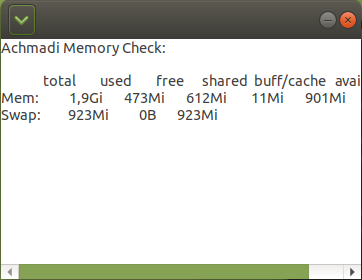 Achmadi Memory Check:
total used free shared buff/cache avai
Mem: 1,9Gi 473Mi 612Mi 11Mi 901Mi
Swap: 923Mi 0B 923Mi